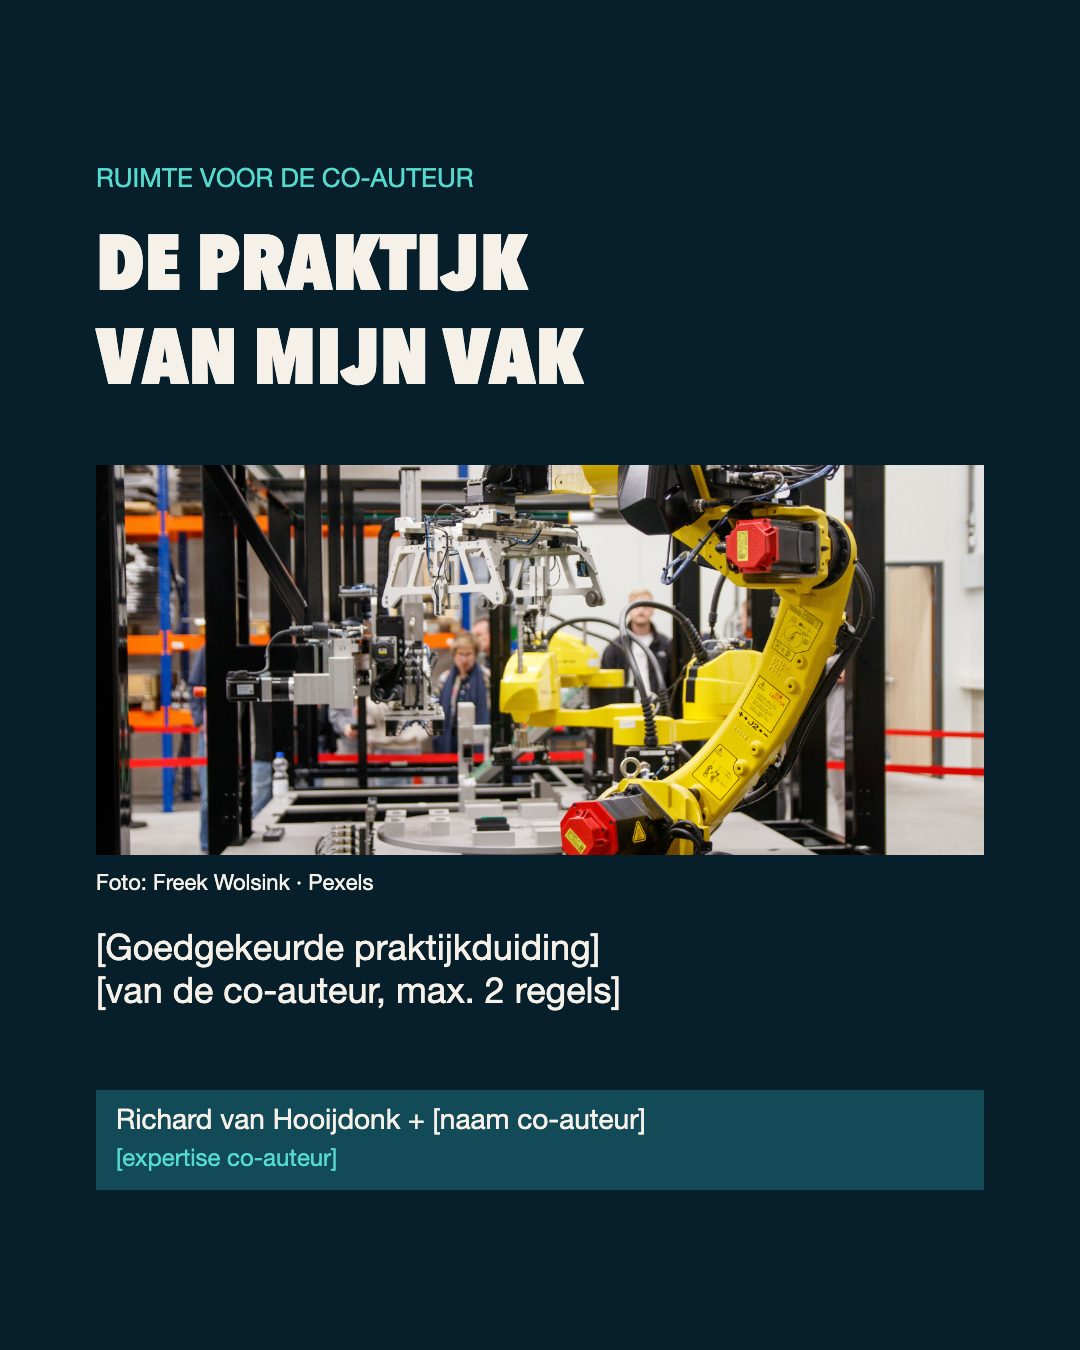 RUIMTE VOOR DE CO-AUTEUR
DE PRAKTIJK
VAN MIJN VAK
Foto: Freek Wolsink · Pexels
[Goedgekeurde praktijkduiding]
[van de co-auteur, max. 2 regels]
Richard van Hooijdonk + [naam co-auteur]
[expertise co-auteur]